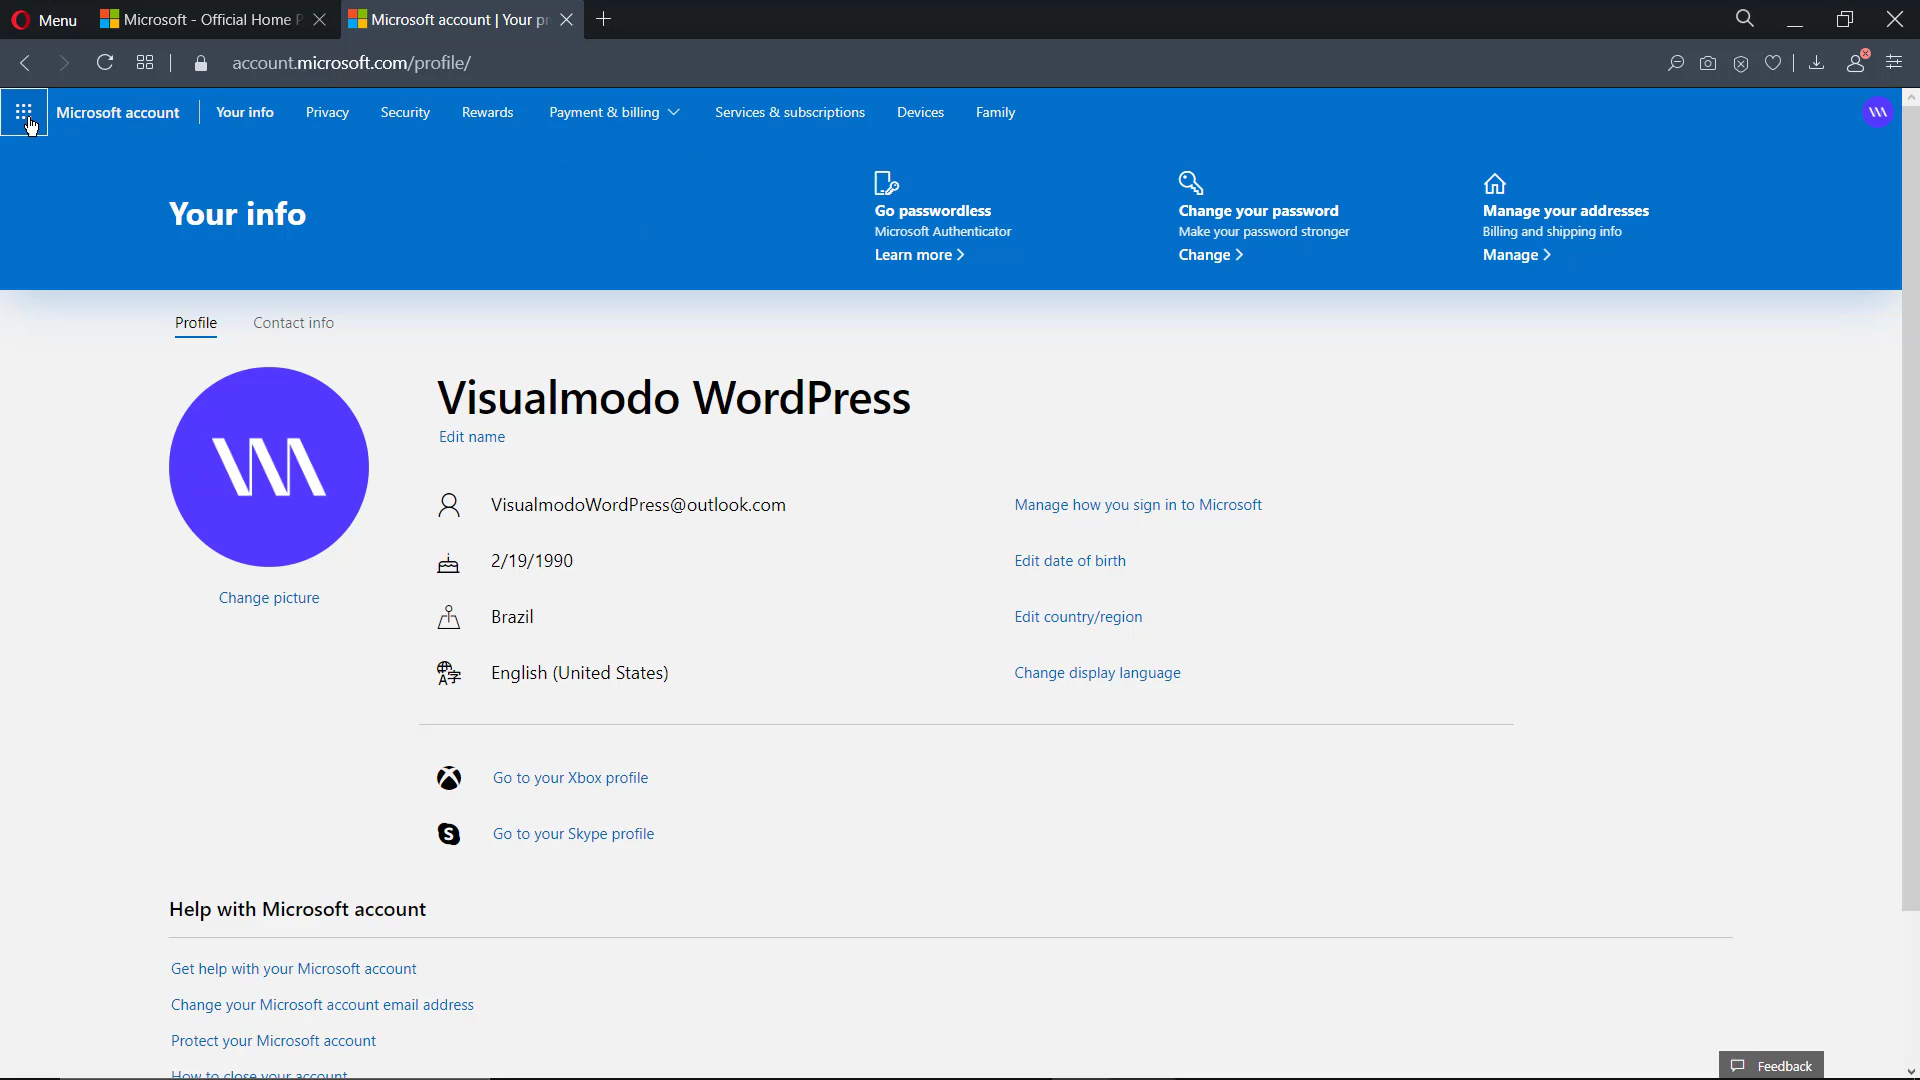 Menu
Microsoft - Official Home P
Microsoft account | Your pr
account.microsoft.com/profile/
Microsoft account
Your info
Privacy
Security
Rewards
Payment & billing
Services & subscriptions
Devices
Family
Your info
Go passwordless
Microsoft Authenticator
Learn more >
Change your password
Make your password stronger
Change >
Manage your addresses
Billing and shipping info
Manage >
Profile
Contact info
Change picture
Visualmodo WordPress
Edit name
VisualmodoWordPress@outlook.com
Manage how you sign in to Microsoft
2/19/1990
Edit date of birth
Brazil
Edit country/region
English (United States)
Change display language
Go to your Xbox profile
Go to your Skype profile
Help with Microsoft account
Get help with your Microsoft account
Change your Microsoft account email address
Protect your Microsoft account
How to close your account
Feedback